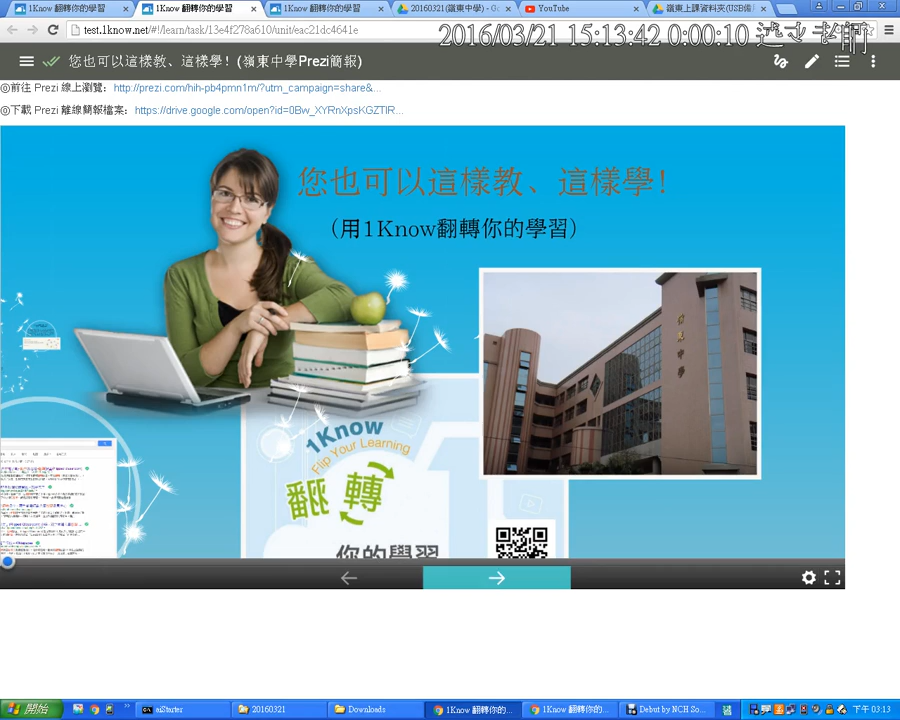 1Know 翻轉你的學習
1Know 翻轉你的學習
1Know 翻轉你的學習
20160321(嶺東中學) - Go
YouTube
嶺東上課資料夾(USB備
test.1know.net/#!/learn/task/13e4f278a610/unit/eac21dc4641e
2016/03/21 15:13:42 0:00:10
您也可以這樣教、這樣學! (嶺東中學Prezi簡報)
◎前往 Prezi 線上瀏覽: http://prezi.com/hih-pb4pmn1m/?utm_campaign=share&...
◎下載 Prezi 離線簡報檔案: https://drive.google.com/open?id=0Bw_XYRnXpsKGZTlR...
您也可以這樣教、這樣學!
(用1Know翻轉你的學習)
嶺東中學
1Know
Flip Your Learning
翻轉
你的學習
開始
aiStarter
20160321
Downloads
1Know 翻轉你的...
1Know 翻轉你的...
Debut by NCH So...
下午 03:13